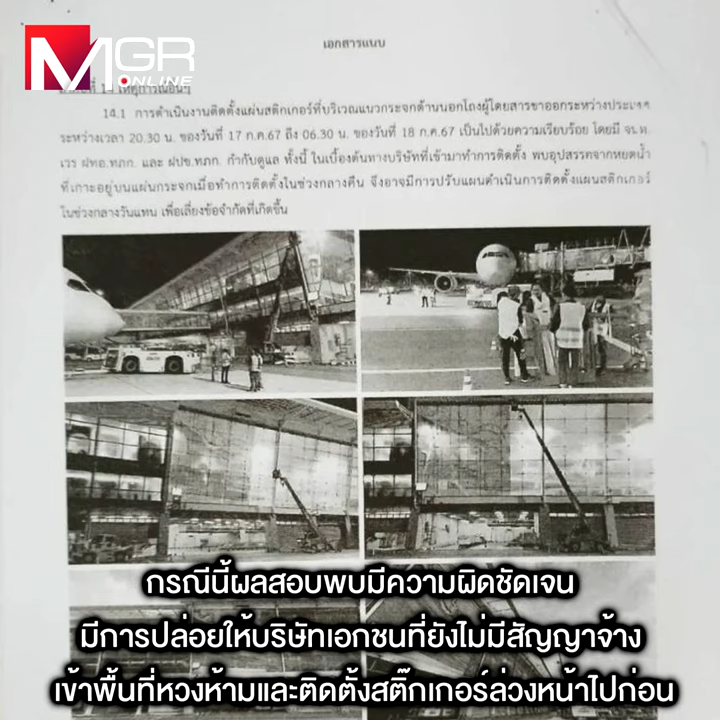 MGR
ONLINE
เอกสารแนบ
14.1 การดำเนินงานติดตั้งแผ่นสติกเกอร์ที่บริเวณแนวกระจกด้านนอกโถงผู้โดยสารขาออกระหว่างประเทศ
ระหว่างเวลา 20.30 น. ของวันที่ 17 ก.ค.67 ถึง 06.30 น. ของวันที่ 18 ก.ค.67 เป็นไปด้วยความเรียบร้อย โดยมี จนท.
เวร ฝทอ.ทภก. และ ฝปข.ทภก. กำกับดูแล ทั้งนี้ ในเบื้องต้นทางบริษัทที่เข้ามาทำการติดตั้ง พบอุปสรรคจากหยดน้ำ
ที่เกาะอยู่บนแผ่นกระจกเมื่อทำการติดตั้งในช่วงกลางคืน จึงอาจมีการปรับแผนดำเนินการติดตั้งแผ่นสติกเกอร์
ในช่วงกลางวันแทน เพื่อเลี่ยงข้อจำกัดที่เกิดขึ้น
กรณีนี้ผลสอบพบมีความผิดชัดเจน
มีการปล่อยให้บริษัทเอกชนที่ยังไม่มีสัญญาจ้าง
เข้าพื้นที่หวงห้ามและติดตั้งสติ๊กเกอร์ล่วงหน้าไปก่อน